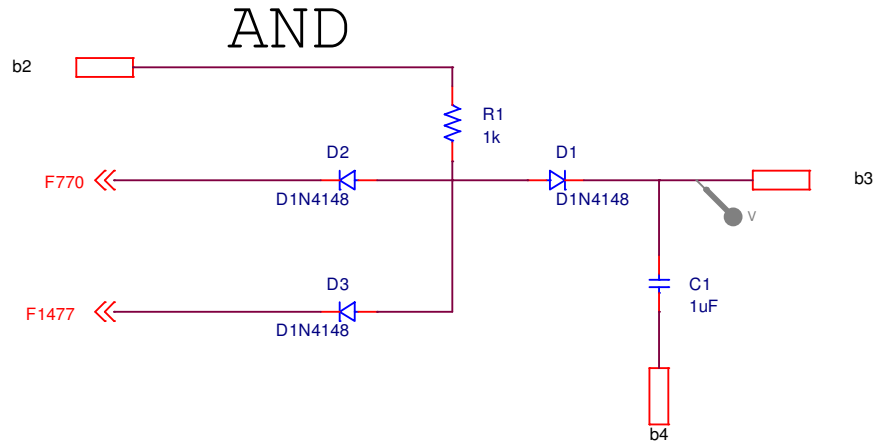 AND
b2
R1
1k
D2
D1
F770
b3
D1N4148
D1N4148
V
D3
C1
F1477
1uF
D1N4148
b4